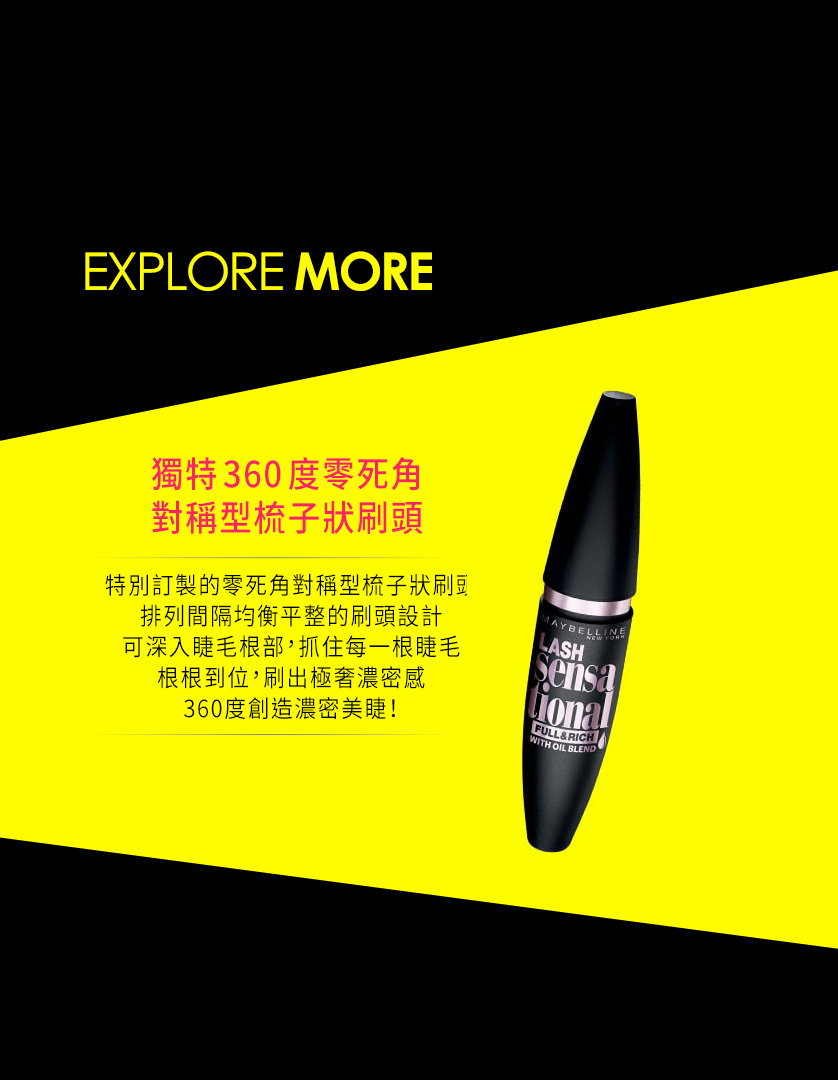 EXPLORE MORE
獨特360度零死角
對稱型梳子狀刷頭
特別訂製的零死角對稱型梳子狀刷頭
排列間隔均衡平整的刷頭設計
可深入睫毛根部，抓住每一根睫毛
根根到位，刷出極奢濃密感
360度創造濃密美睫！
MAYBELLINE
NEW YORK
LASH
sensa
tional
FULL&RICH
WITH OIL BLEND